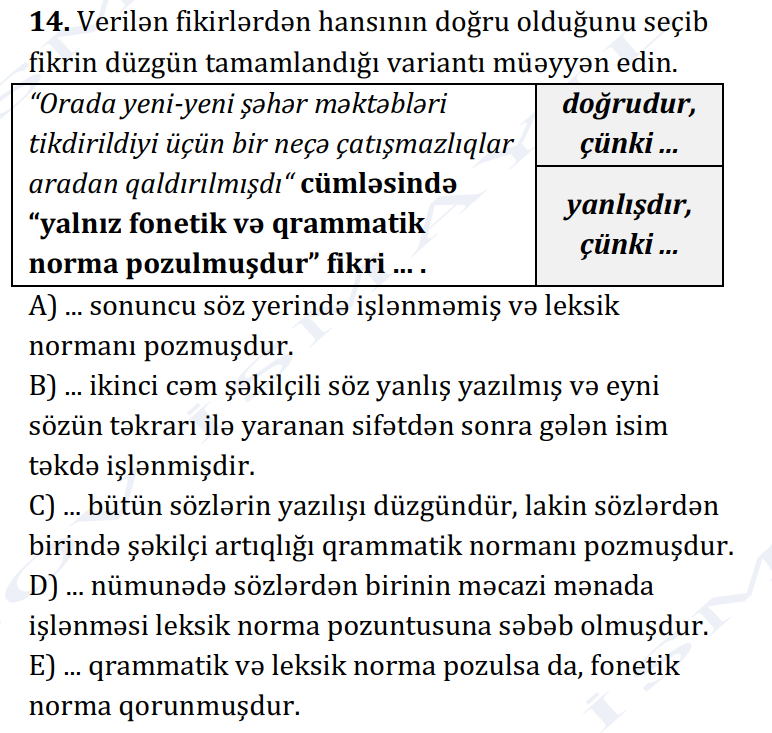 14. Verilən fikirlərdən hansının doğru olduğunu seçib
fikrin düzgün tamamlandığı variantı müəyyən edin.
“Orada yeni-yeni şəhər məktəbləri
tikdirildiyi üçün bir neçə çatışmazlıqlar
aradan qaldırılmışdı“ cümləsində
“yalnız fonetik və qrammatik
norma pozulmuşdur” fikri ... .
doğrudur,
çünki ...
yanlışdır,
çünki ...
A) ... sonuncu söz yerində işlənməmiş və leksik
normanı pozmuşdur.
B) ... ikinci cəm şəkilçili söz yanlış yazılmış və eyni
sözün təkrarı ilə yaranan sifətdən sonra gələn isim
təkdə işlənmişdir.
C) ... bütün sözlərin yazılışı düzgündür, lakin sözlərdən
birində şəkilçi artıqlığı qrammatik normanı pozmuşdur.
D) ... nümunədə sözlərdən birinin məcazi mənada
işlənməsi leksik norma pozuntusuna səbəb olmuşdur.
E) ... qrammatik və leksik norma pozulsa da, fonetik
norma qorunmuşdur.